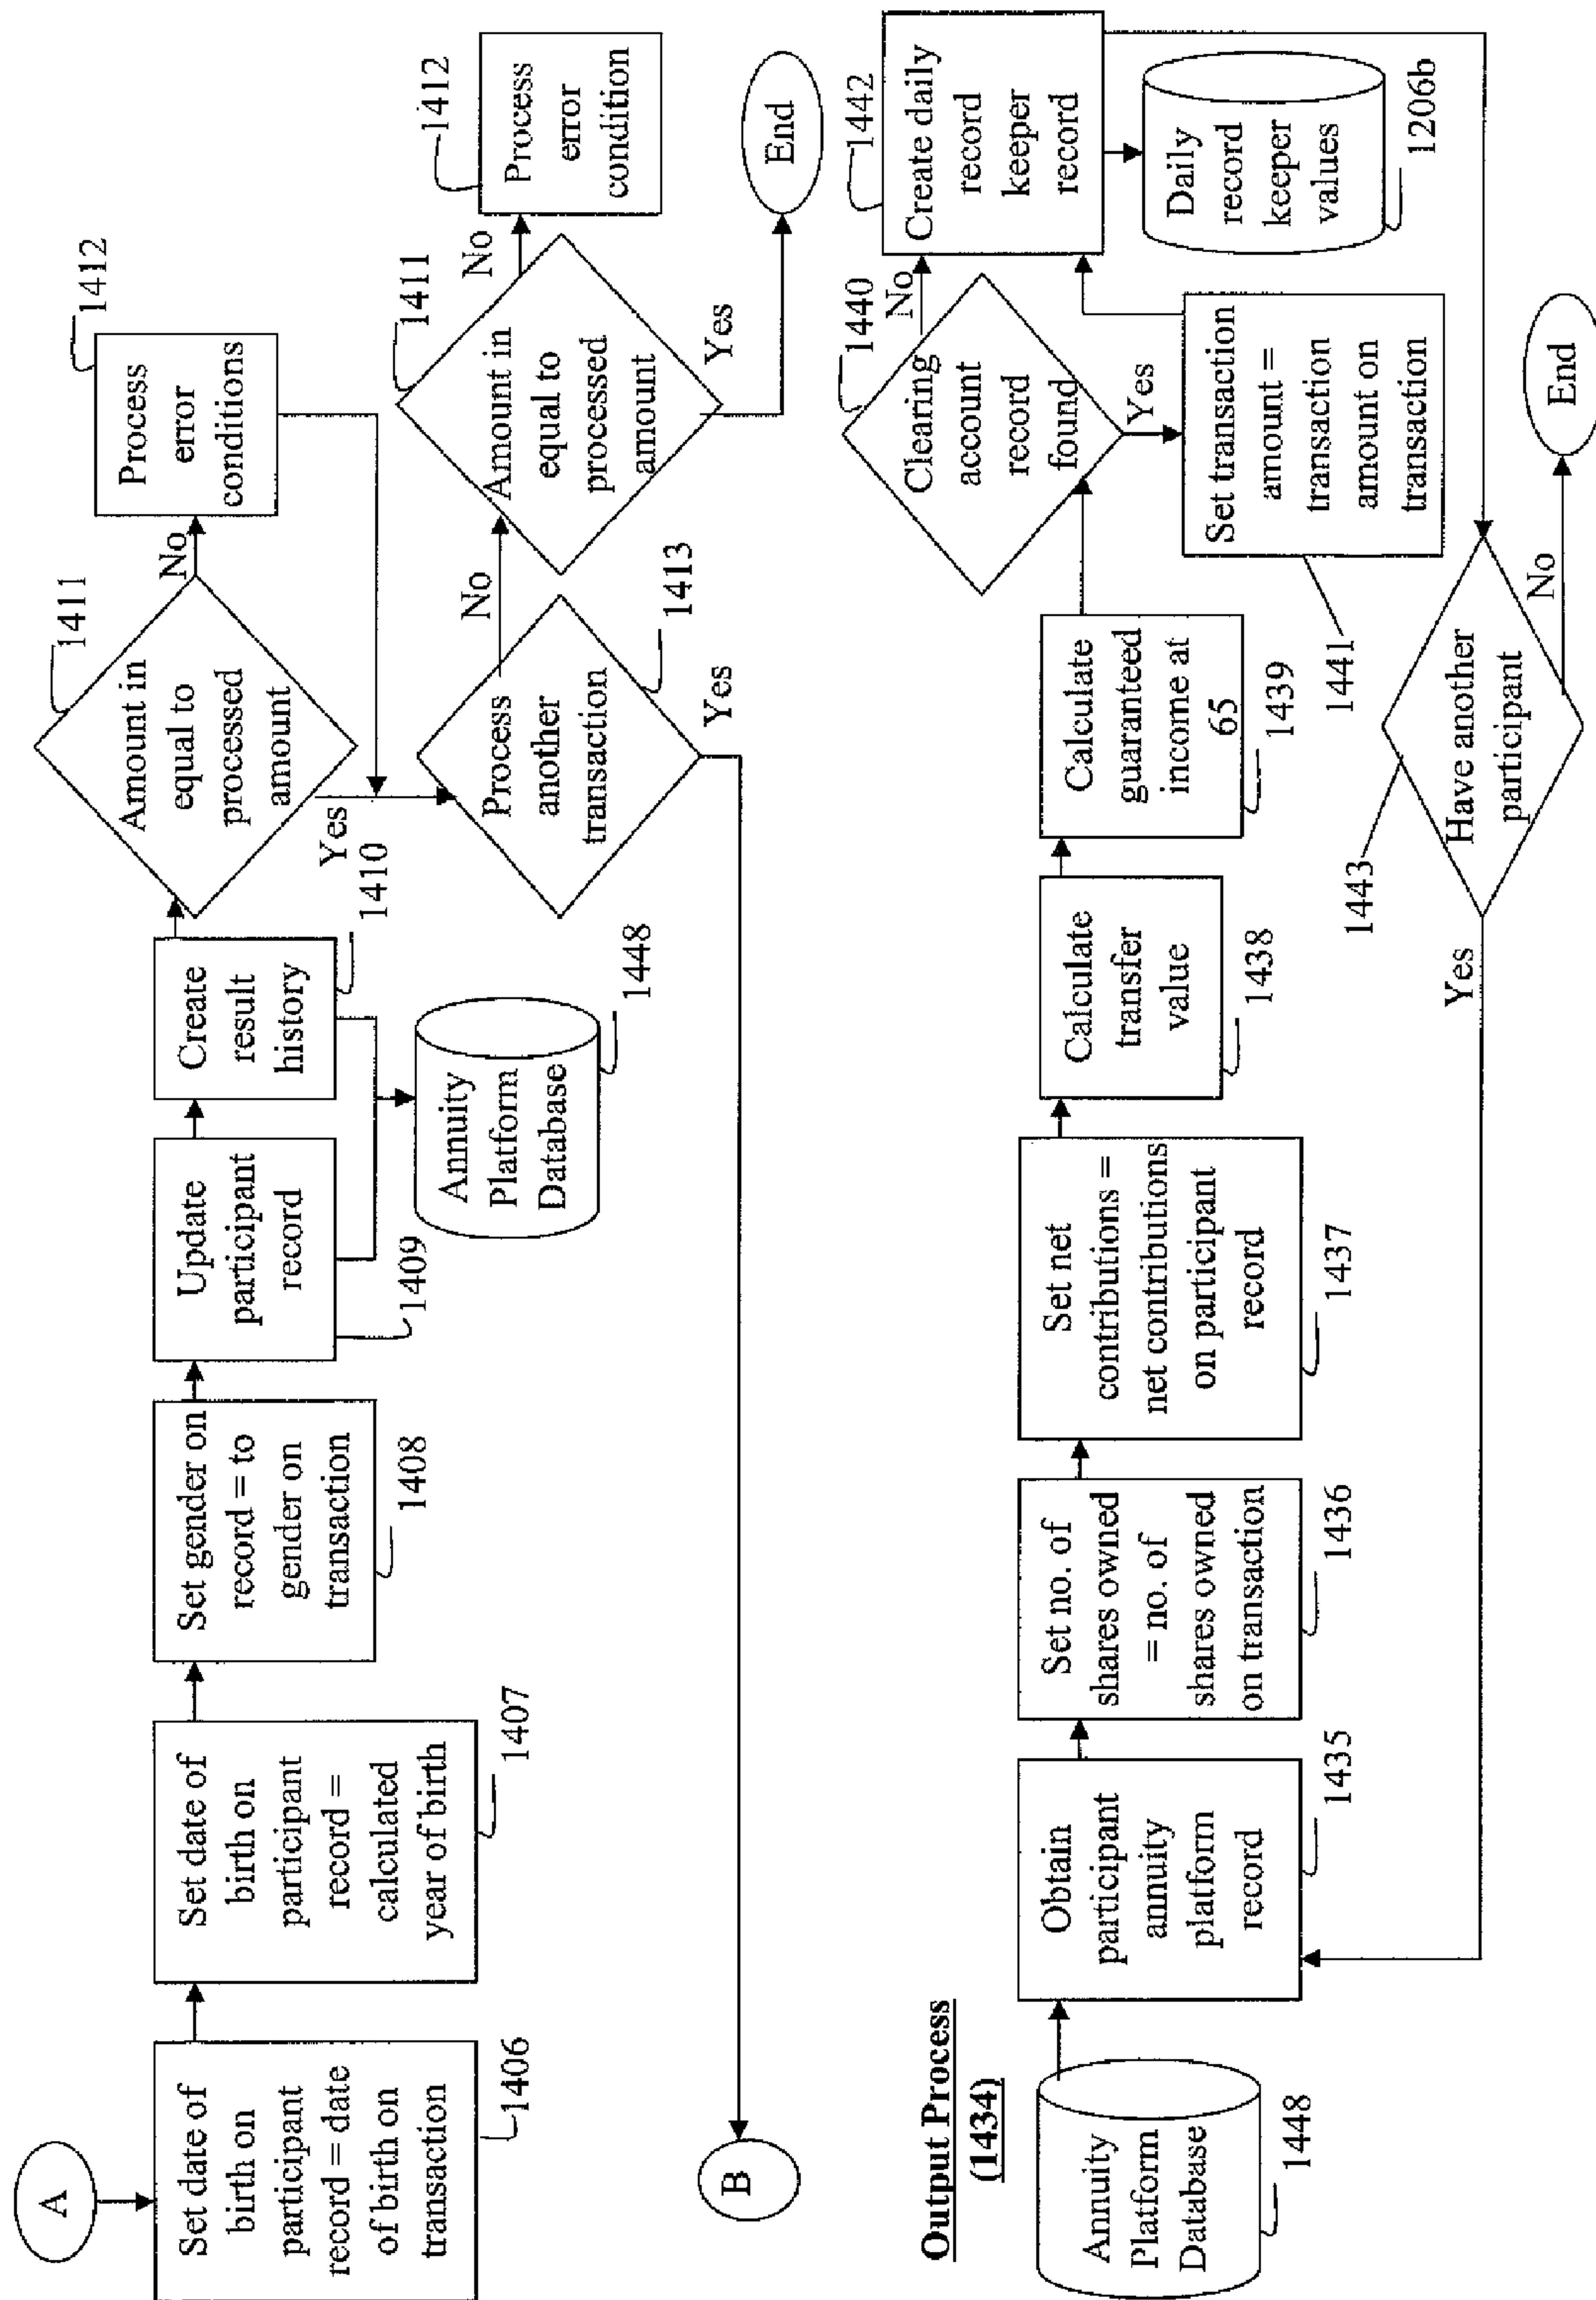 A
Set date of
birth on
participant
record = date
of birth on
transaction
1406
Set date of
birth on
participant
record =
calculated
year of birth
1407
Set gender on
record = to
gender on
transaction
1408
Update
participant
record
1409
Create
result
history
1410
Annuity
Platform
Database
1448
Amount in
equal to
processed
amount
1411
No
Yes
Process
error
conditions
1412
Process
another
transaction
1413
No
Yes
B
Amount in
equal to
processed
amount
1411
No
Yes
Process
error
condition
1412
End
Output Process
(1434)
Annuity
Platform
Database
1448
Obtain
participant
annuity
platform
record
1435
Set no. of
shares owned
= no. of
shares owned
on transaction
1436
Set net
contributions =
net contributions
on participant
record
1437
Calculate
transfer
value
1438
Calculate
guaranteed
income at
65
1439
Clearing
account
record
found
1440
No
Yes
Set transaction
amount =
transaction
amount on
transaction
1441
Create daily
record
keeper
record
1442
Daily
record
keeper
values
1206b
Have another
participant
1443
Yes
No
End